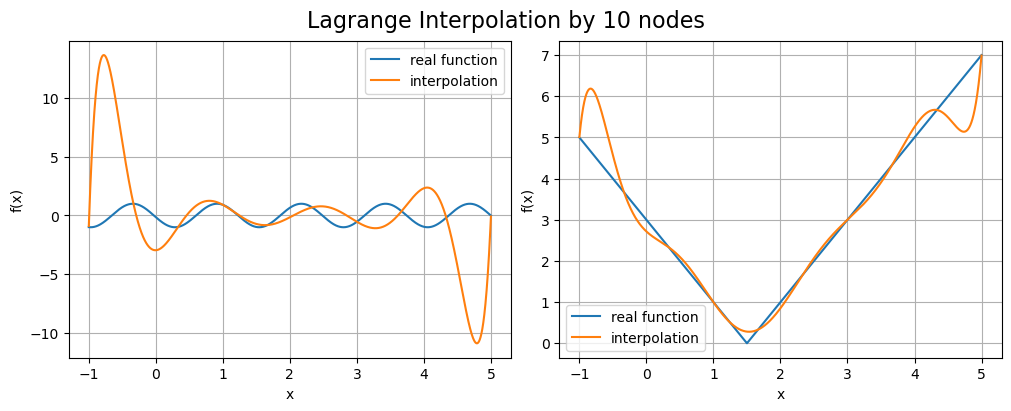 Lagrange Interpolation by 10 nodes
real function
interpolation
10
5
0
−5
−10
f(x)
−1 0 1 2 3 4 5
x
7
6
5
4
3
2
1
0
f(x)
real function
interpolation
−1 0 1 2 3 4 5
x